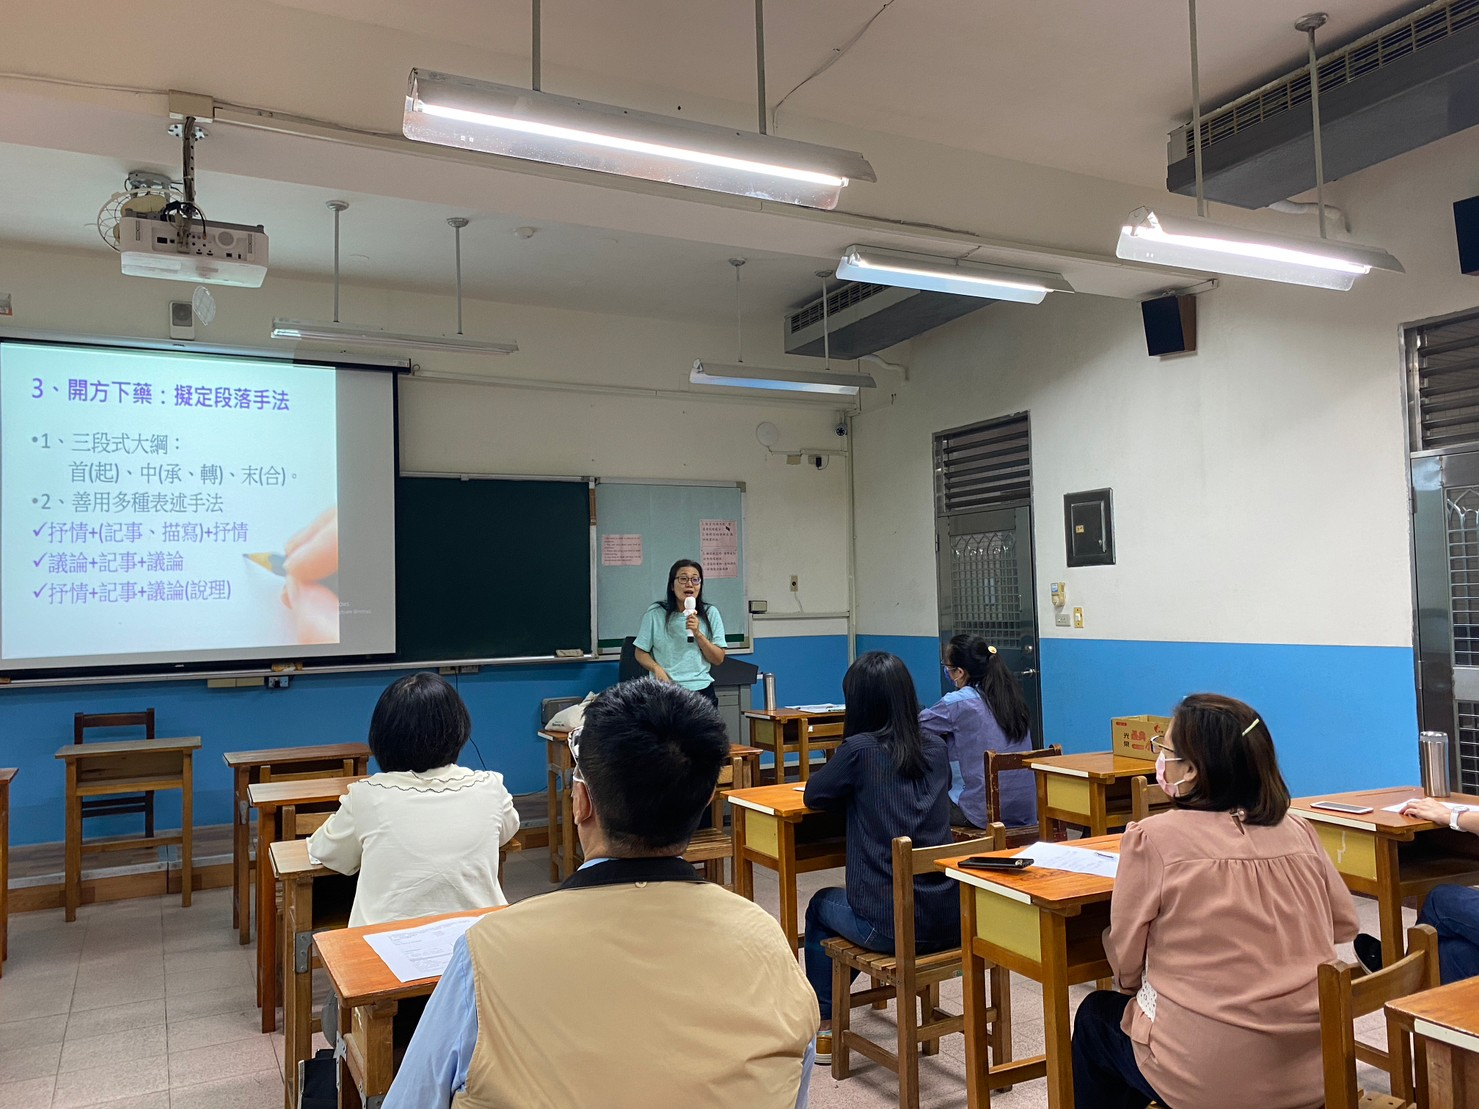 3、開方下藥：擬定段落手法
•1、三段式大綱：
首(起)、中(承、轉)、末(合)。
•2、善用多種表述手法
✓抒情+(記事、描寫)+抒情
✓議論+記事+議論
✓抒情+記事+議論(說理)